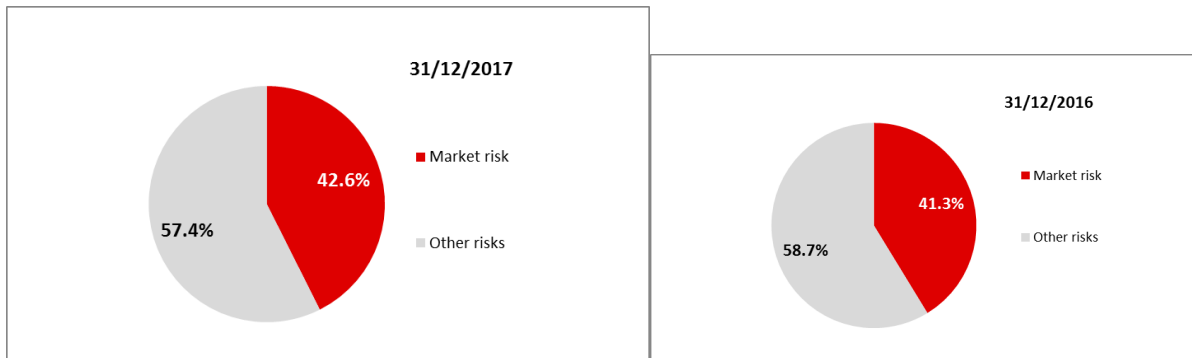 31/12/2017
Market risk
42.6%
57.4%
Other risks
31/12/2016
Market risk
41.3%
Other risks
58.7%